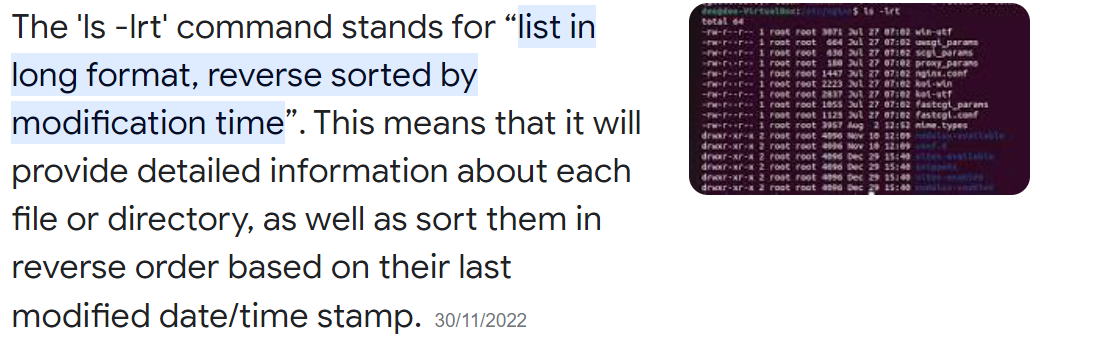 The 'ls -lrt' command stands for “list in
long format, reverse sorted by
modification time”. This means that it will
provide detailed information about each
file or directory, as well as sort them in
reverse order based on their last
modified date/time stamp. 30/11/2022
$ ls -lrt
total 64
-rw-r--r-- 1 root root 3071 Jul 27 07:02 win-utf
-rw-r--r-- 1 root root 664 Jul 27 07:02 uwsgi_params
-rw-r--r-- 1 root root 636 Jul 27 07:02 scgi_params
-rw-r--r-- 1 root root 180 Jul 27 07:02 proxy_params
-rw-r--r-- 1 root root 1447 Jul 27 07:02 nginx.conf
-rw-r--r-- 1 root root 2223 Jul 27 07:02 koi-win
-rw-r--r-- 1 root root 2837 Jul 27 07:02 koi-utf
-rw-r--r-- 1 root root 1055 Jul 27 07:02 fastcgi_params
-rw-r--r-- 1 root root 1125 Jul 27 07:02 fastcgi.conf
-rw-r--r-- 1 root root 3957 Aug 2 12:52 mime.types
drwxr-xr-x 2 root root 4096 Nov 10 12:09
drwxr-xr-x 2 root root 4096 Nov 10 12:09 conf.d
drwxr-xr-x 2 root root 4096 Dec 29 15:40 sites-available
drwxr-xr-x 2 root root 4096 Dec 29 15:40 snippets
drwxr-xr-x 2 root root 4096 Dec 29 15:40 sites-enabled
drwxr-xr-x 2 root root 4096 Dec 29 15:40 modules-enabled